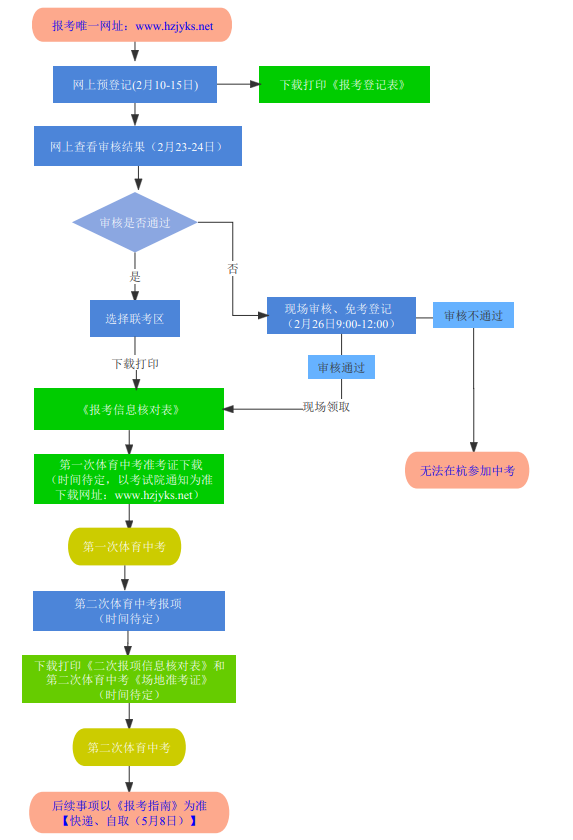 报考唯一网址：www.hzjyks.net
网上预登记(2月10-15日)
下载打印《报考登记表》
网上查看审核结果（2月23-24日）
审核是否通过
否
是
选择联考区
现场审核、免考登记
（2月26日9:00-12:00）
审核不通过
下载打印
审核通过
《报考信息核对表》
现场领取
第一次体育中考准考证下载
（时间待定，以考试院通知为准
下载网址：www.hzjyks.net）
无法在杭参加中考
第一次体育中考
第二次体育中考报项
（时间待定）
下载打印《二次报项信息核对表》和
第二次体育中考《场地准考证》
（时间待定）
第二次体育中考
后续事项以《报考指南》为准
【快递、自取（5月8日）】